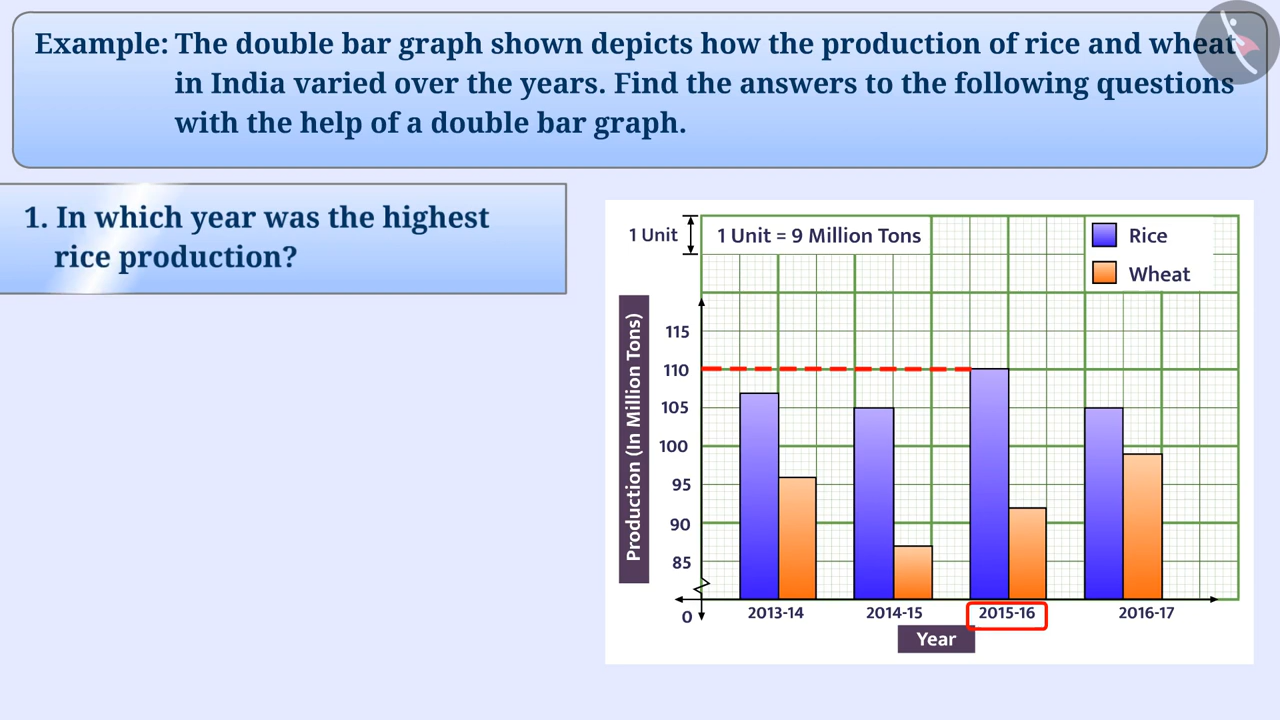 Example: The double bar graph shown depicts how the production of rice and wheat
in India varied over the years. Find the answers to the following questions
with the help of a double bar graph.
1. In which year was the highest
rice production?
1 Unit
1 Unit = 9 Million Tons
Rice
Wheat
Production (In Million Tons)
115
110
105
100
95
90
85
0
2013-14
2014-15
2015-16
2016-17
Year